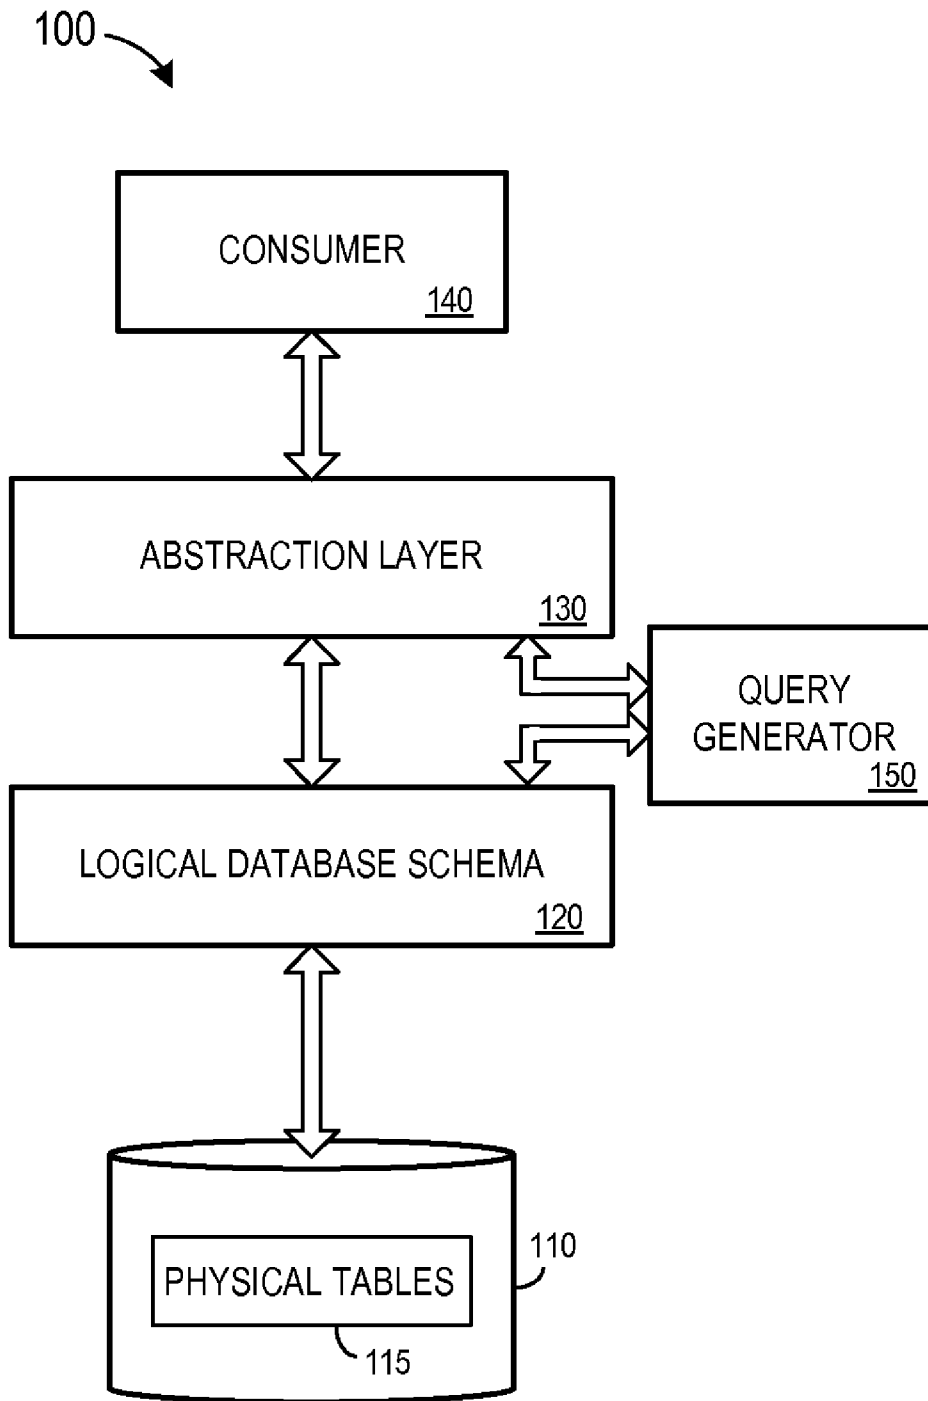 100
CONSUMER
140
ABSTRACTION LAYER
130
QUERY
GENERATOR
150
LOGICAL DATABASE SCHEMA
120
PHYSICAL TABLES
110
115